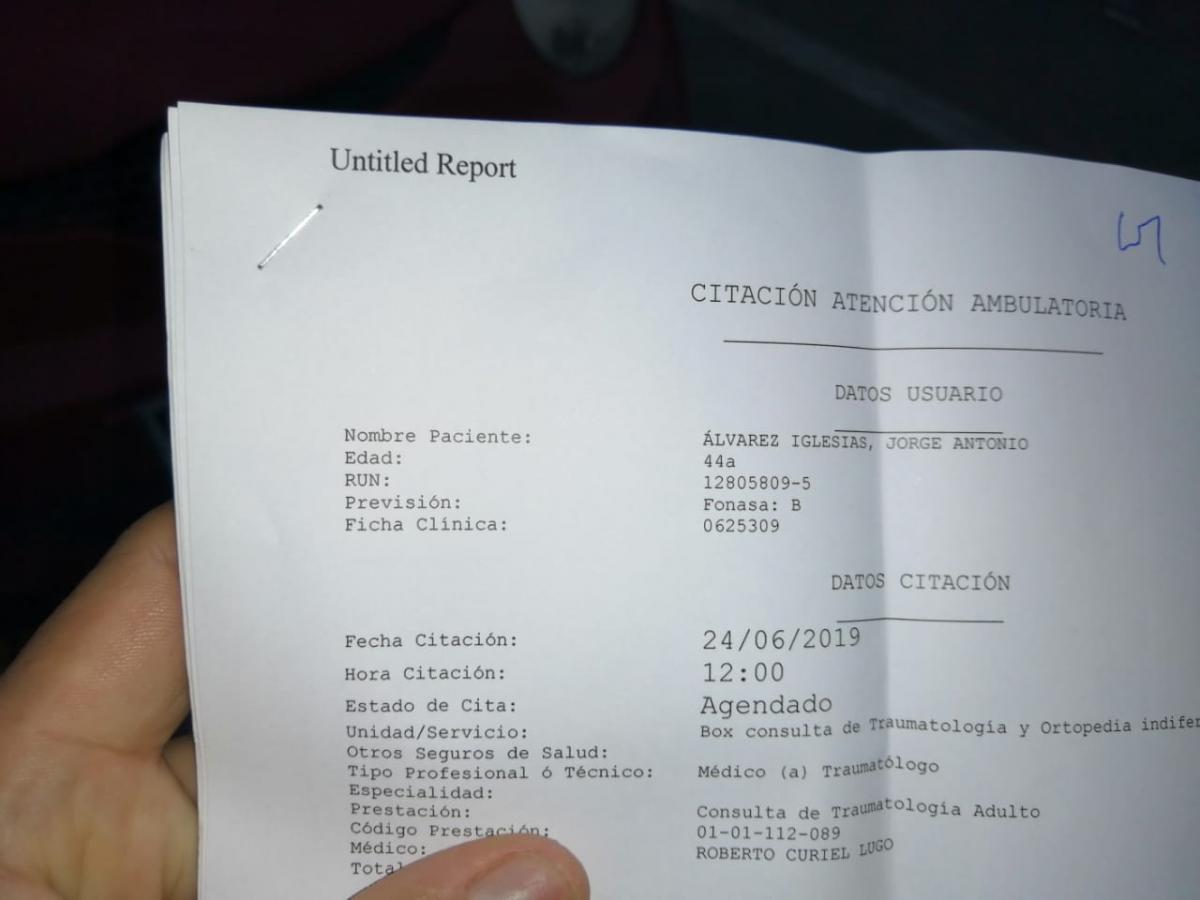 Untitled Report
CITACIÓN ATENCIÓN AMBULATORIA
DATOS USUARIO
Nombre Paciente: ÁLVAREZ IGLESIAS, JORGE ANTONIO
Edad: 44a
RUN: 12805809-5
Previsión: Fonasa: B
Ficha Clínica: 0625309
DATOS CITACIÓN
Fecha Citación: 24/06/2019
Hora Citación: 12:00
Estado de Cita: Agendado
Unidad/Servicio: Box consulta de Traumatología y Ortopedia indifer
Otros Seguros de Salud:
Tipo Profesional ó Técnico: Médico (a) Traumatólogo
Especialidad:
Prestación: Consulta de Traumatología Adulto
Código Prestación: 01-01-112-089
Médico: ROBERTO CURIEL LUGO
Total